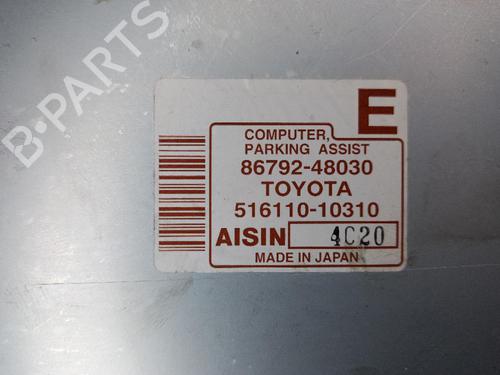 B-PARTS
E
COMPUTER,
PARKING ASSIST
86792-48030
TOYOTA
516110-10310
AISIN 4C20
MADE IN JAPAN